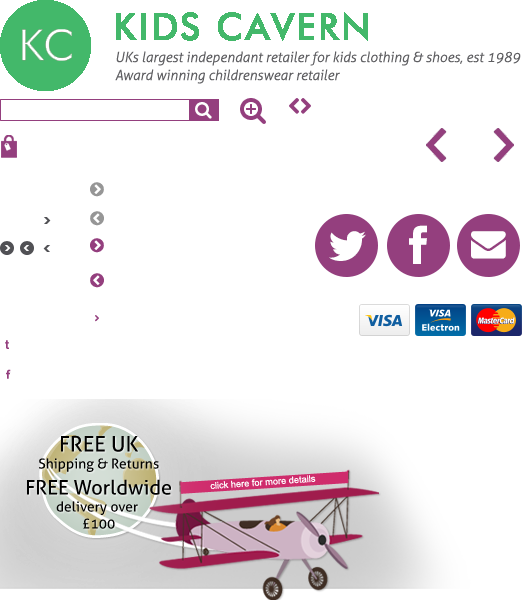 KC
KIDS CAVERN
UKs largest independant retailer for kids clothing & shoes, est 1989
Award winning childrenswear retailer
VISA
VISA
Electron
MasterCard
t
f
FREE UK
Shipping & Returns
FREE Worldwide
delivery over
£100
click here for more details